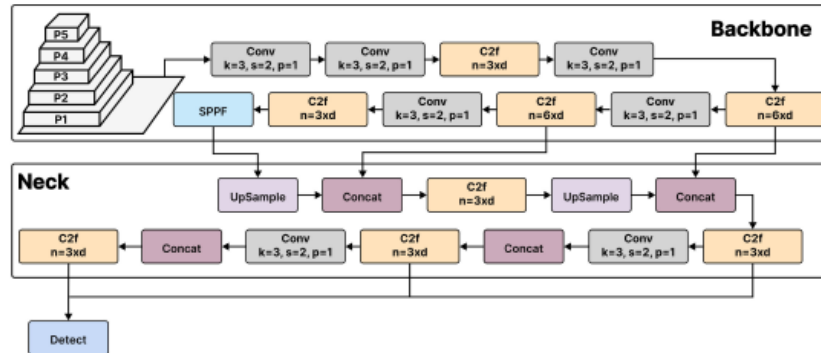 Backbone
P5
P4
P3
P2
P1
Conv
k=3, s=2, p=1
Conv
k=3, s=2, p=1
C2f
n=3xd
Conv
k=3, s=2, p=1
SPPF
C2f
n=3xd
Conv
k=3, s=2, p=1
C2f
n=6xd
Conv
k=3, s=2, p=1
C2f
n=6xd
Neck
UpSample
Concat
C2f
n=3xd
UpSample
Concat
C2f
n=3xd
Concat
Conv
k=3, s=2, p=1
C2f
n=3xd
Concat
Conv
k=3, s=2, p=1
C2f
n=3xd
Detect